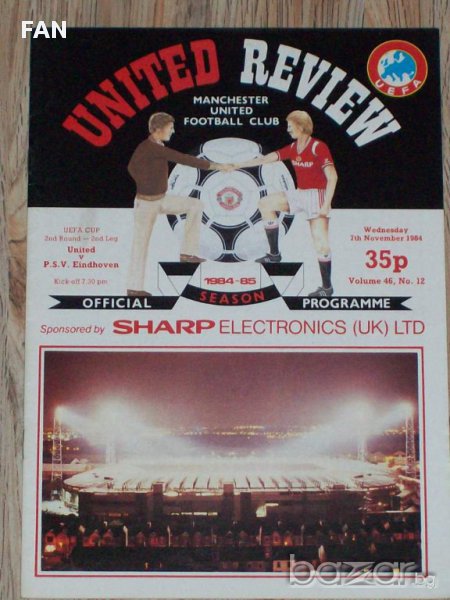 FAN
UNITED REVIEW
UEFA
MANCHESTER
UNITED
FOOTBALL CLUB
SHARP
UEFA CUP
2nd Round — 2nd Leg
United
v
P.S.V. Eindhoven
Kick-off 7.30 pm
Wednesday
7th November 1984
35p
Volume 46, No. 12
1984-85
SEASON
OFFICIAL PROGRAMME
Sponsored by SHARP ELECTRONICS (UK) LTD
bazar.bg